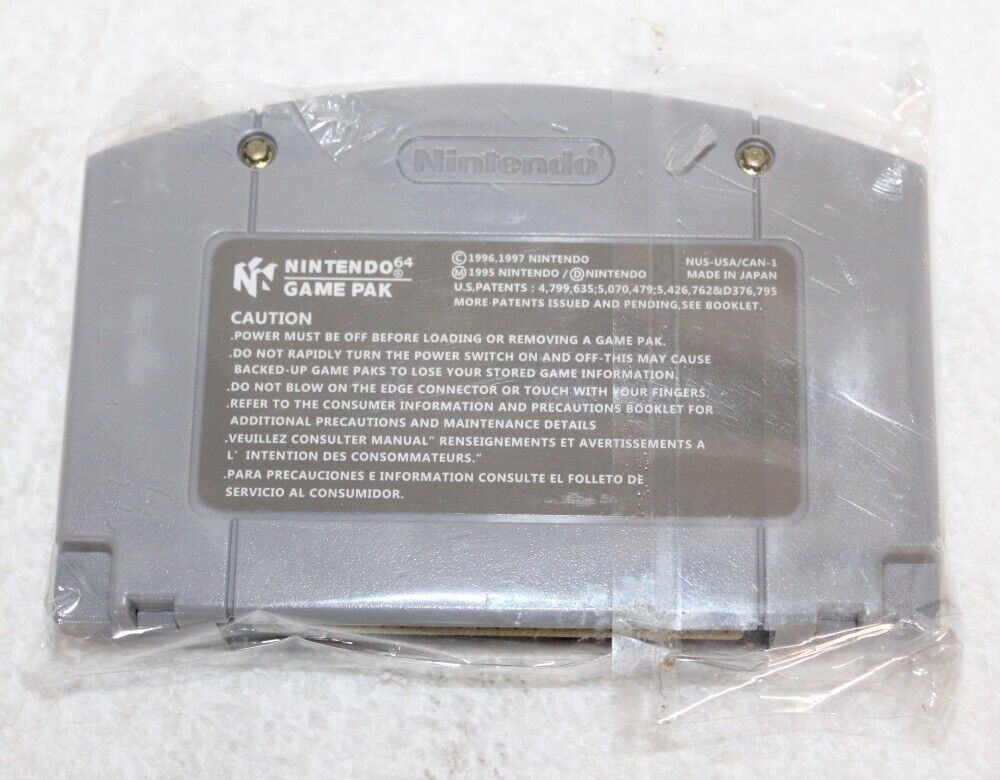 Nintendo®
NINTENDO64®
GAME PAK
©1996,1997 NINTENDO
Ⓜ1995 NINTENDO /ⒹNINTENDO
U.S,PATENTS : 4,799,635;5,070,479;5,426,762&D376,795
MORE PATENTS ISSUED AND PENDING,SEE BOOKLET.
NUS-USA/CAN-1
MADE IN JAPAN
CAUTION
.POWER MUST BE OFF BEFORE LOADING OR REMOVING A GAME PAK.
.DO NOT RAPIDLY TURN THE POWER SWITCH ON AND OFF-THIS MAY CAUSE
BACKED-UP GAME PAKS TO LOSE YOUR STORED GAME INFORMATION.
.DO NOT BLOW ON THE EDGE CONNECTOR OR TOUCH WITH YOUR FINGERS.
.REFER TO THE CONSUMER INFORMATION AND PRECAUTIONS BOOKLET FOR
ADDITIONAL PRECAUTIONS AND MAINTENANCE DETAILS
.VEUILLEZ CONSULTER MANUAL" RENSEIGNEMENTS ET AVERTISSEMENTS A
L' INTENTION DES CONSOMMATEURS."
.PARA PRECAUCIONES E INFORMATION CONSULTE EL FOLLETO DE
SERVICIO AL CONSUMIDOR.